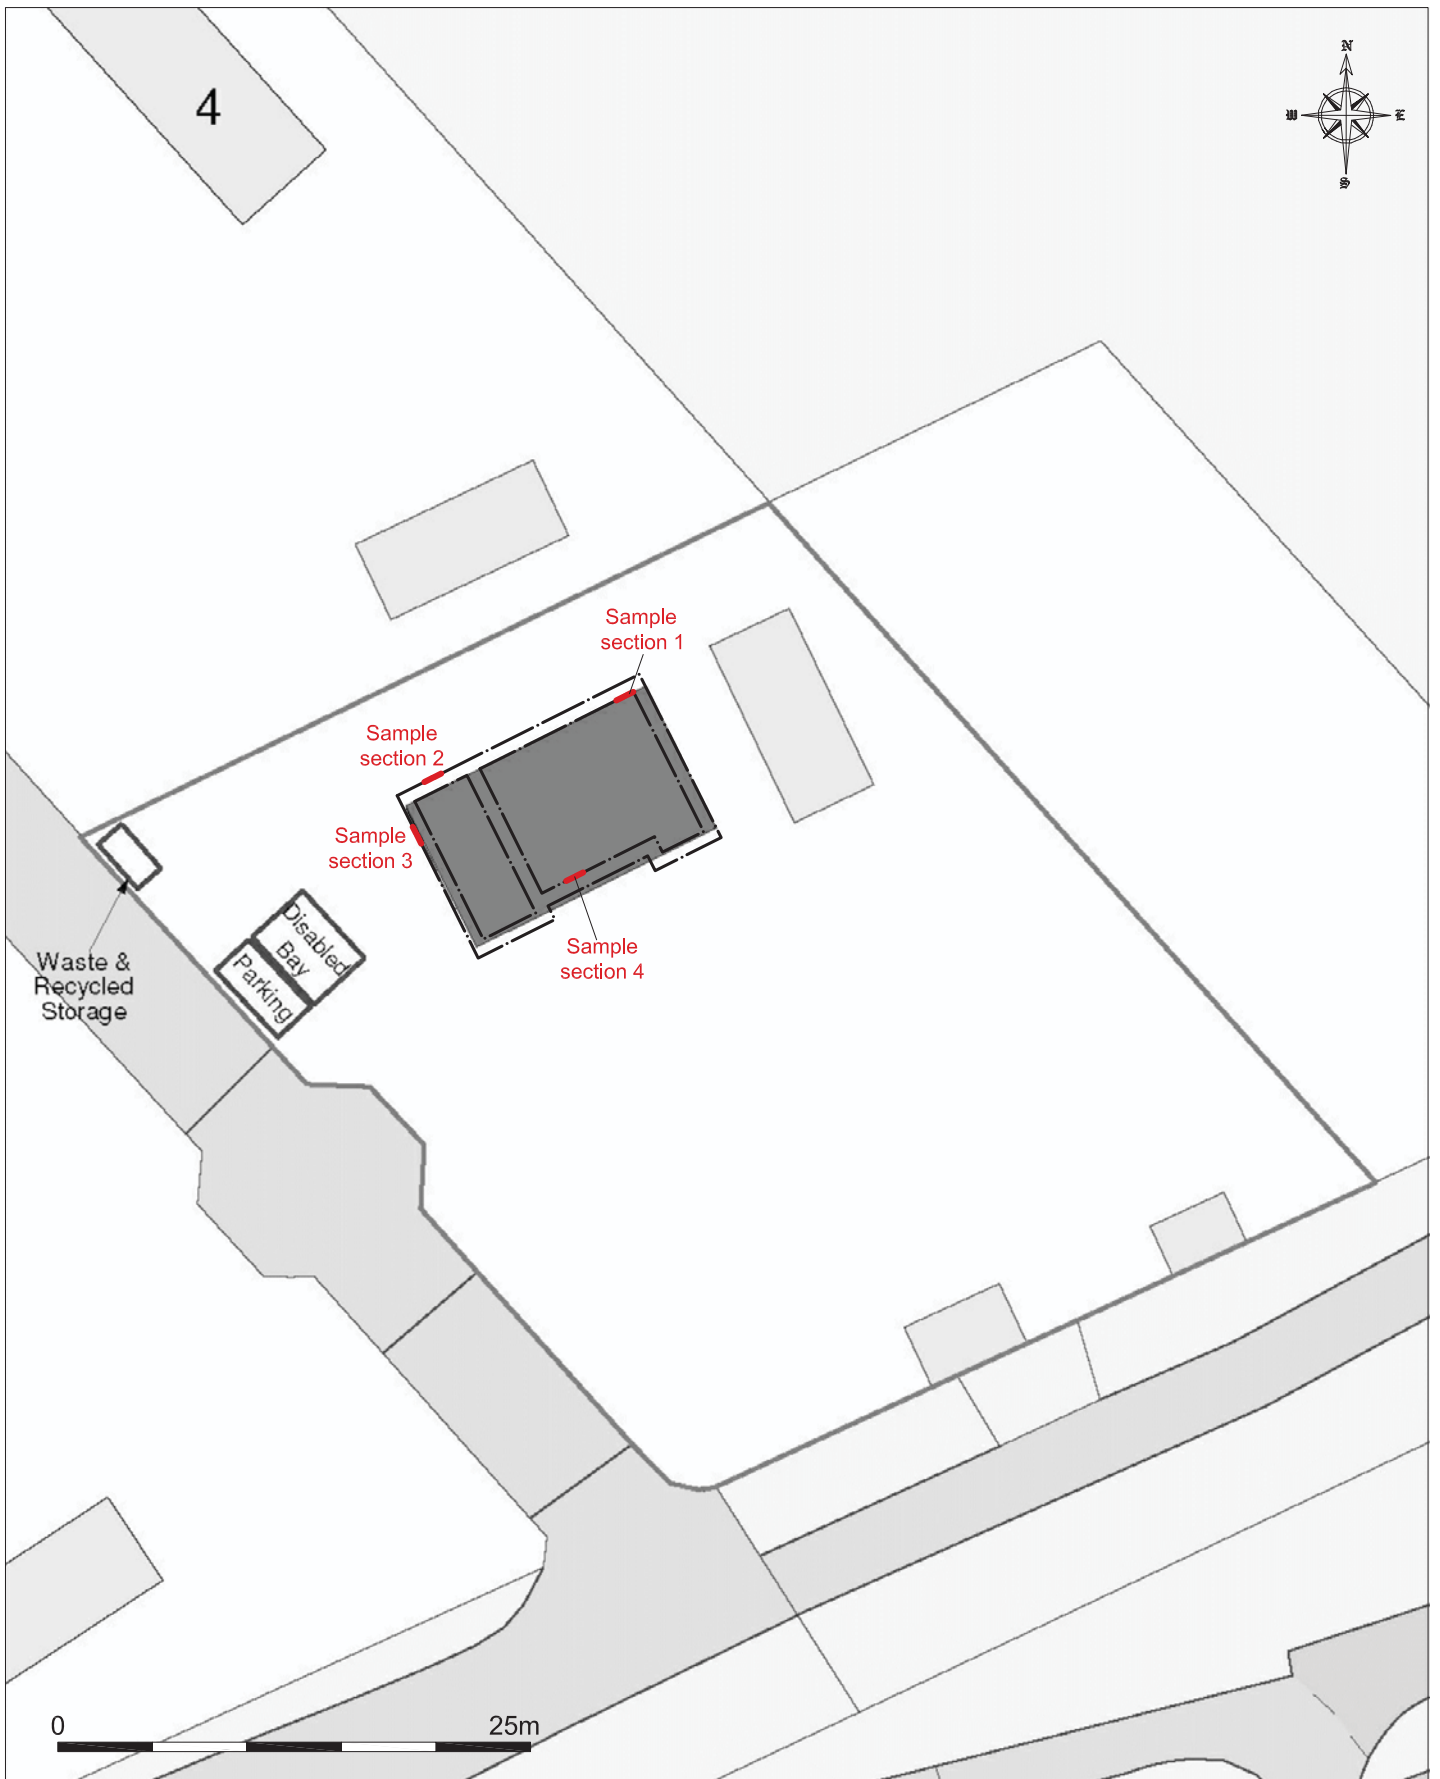 4
N
W
E
S
Sample
section 1
Sample
section 2
Sample
section 3
Sample
section 4
Disabled
Bay
Parking
Waste &
Recycled
Storage
0
25m